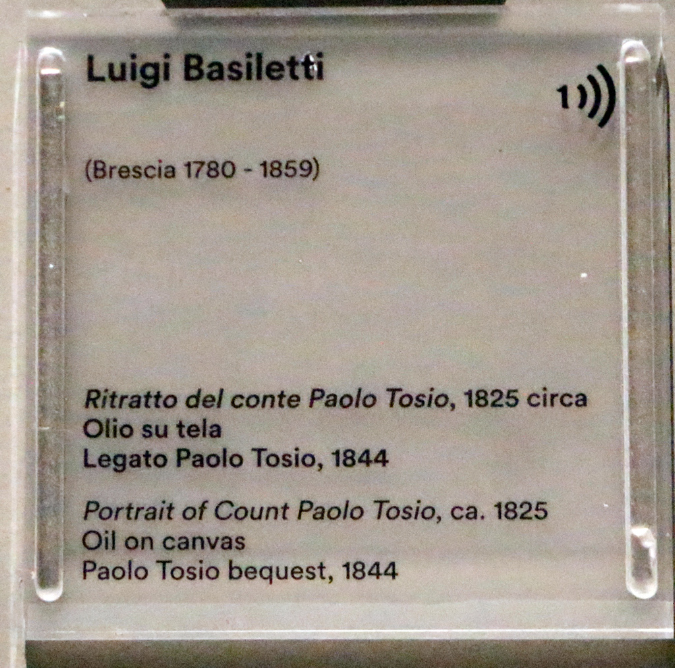 Luigi Basiletti
1
(Brescia 1780 - 1859)
Ritratto del conte Paolo Tosio, 1825 circa
Olio su tela
Legato Paolo Tosio, 1844
Portrait of Count Paolo Tosio, ca. 1825
Oil on canvas
Paolo Tosio bequest, 1844